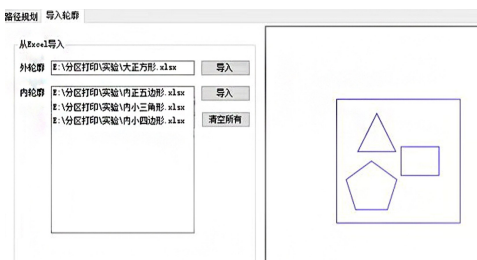 路径规划 导入轮廓
从Excel导入
外轮廓 E:\分区打印\实验\大正方形.xlsx 导入
内轮廓 E:\分区打印\实验\内正五边形.xlsx 导入
E:\分区打印\实验\内小三角形.xlsx
E:\分区打印\实验\内小四边形.xlsx 清空所有